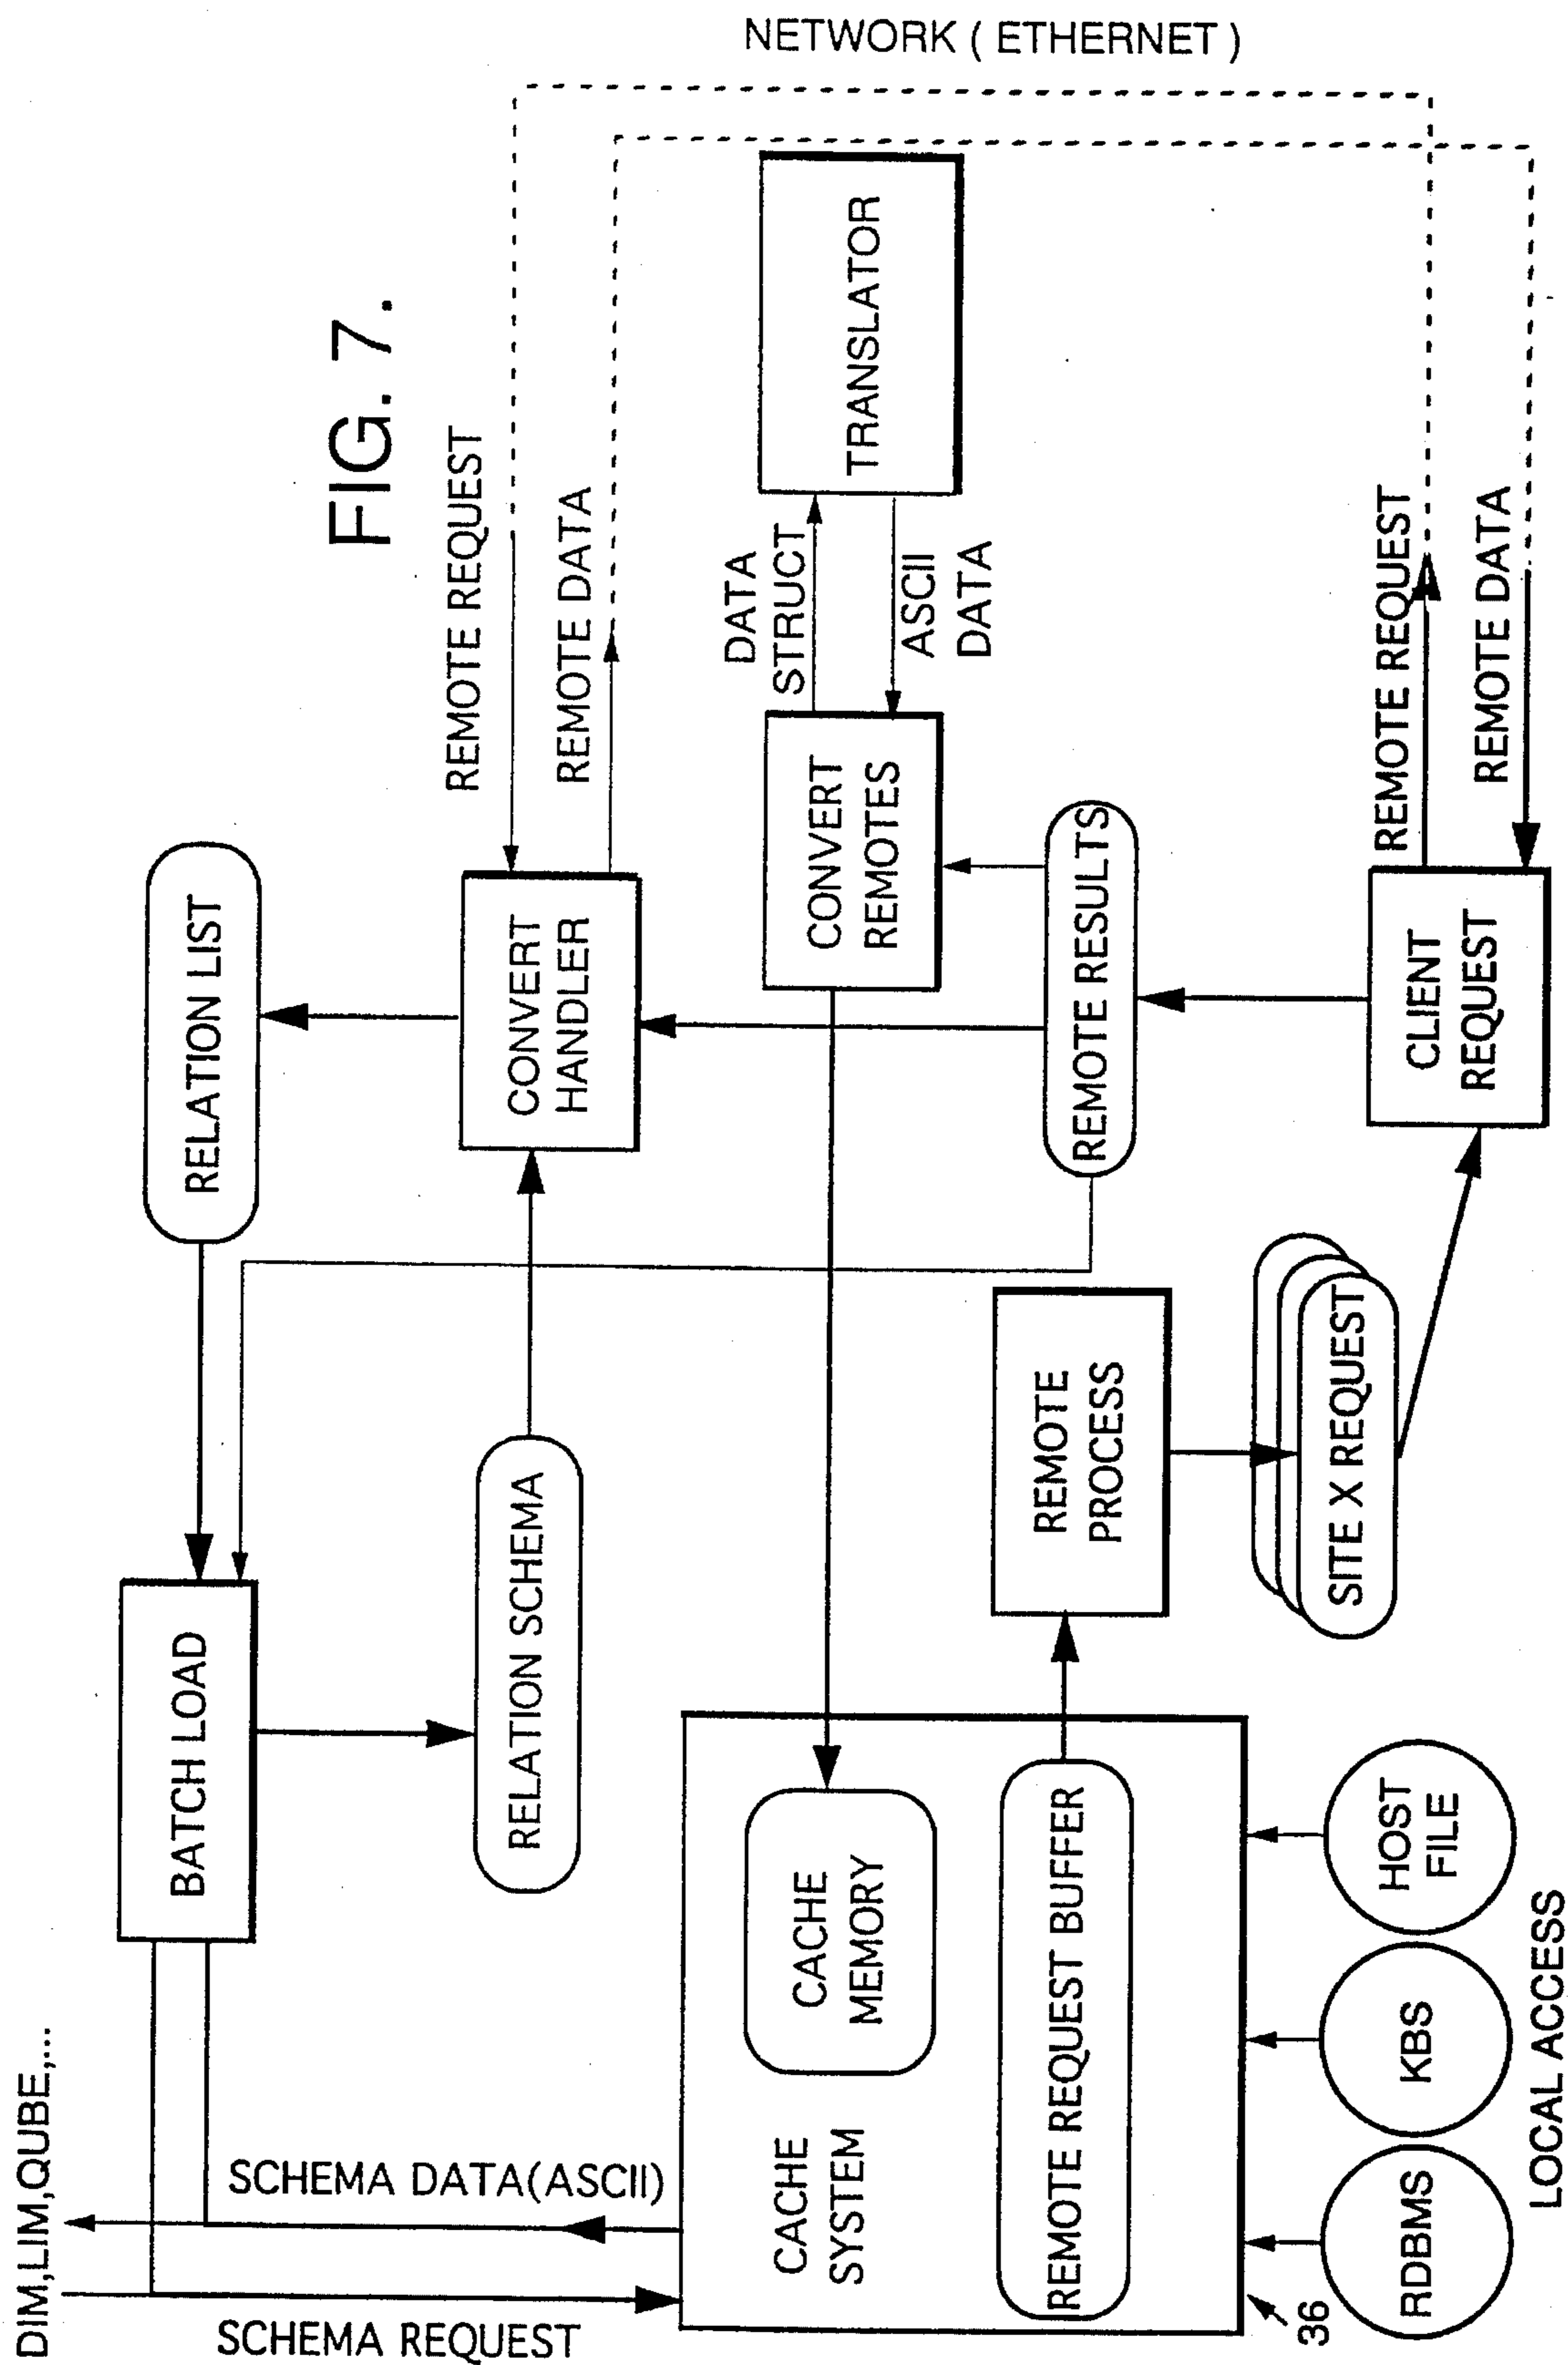 FIG. 7.
NETWORK ( ETHERNET )
DIM,LIM,QUBE,...
SCHEMA REQUEST
SCHEMA DATA(ASCII)
BATCH LOAD
RELATION LIST
RELATION SCHEMA
CONVERT
HANDLER
REMOTE REQUEST
REMOTE DATA
CACHE
SYSTEM
CACHE
MEMORY
CONVERT
REMOTES
DATA
STRUCT
ASCII
DATA
TRANSLATOR
REMOTE REQUEST BUFFER
REMOTE
PROCESS
REMOTE RESULTS
36
RDBMS
KBS
HOST
FILE
LOCAL ACCESS
SITE X REQUEST
CLIENT
REQUEST
REMOTE REQUEST
REMOTE DATA